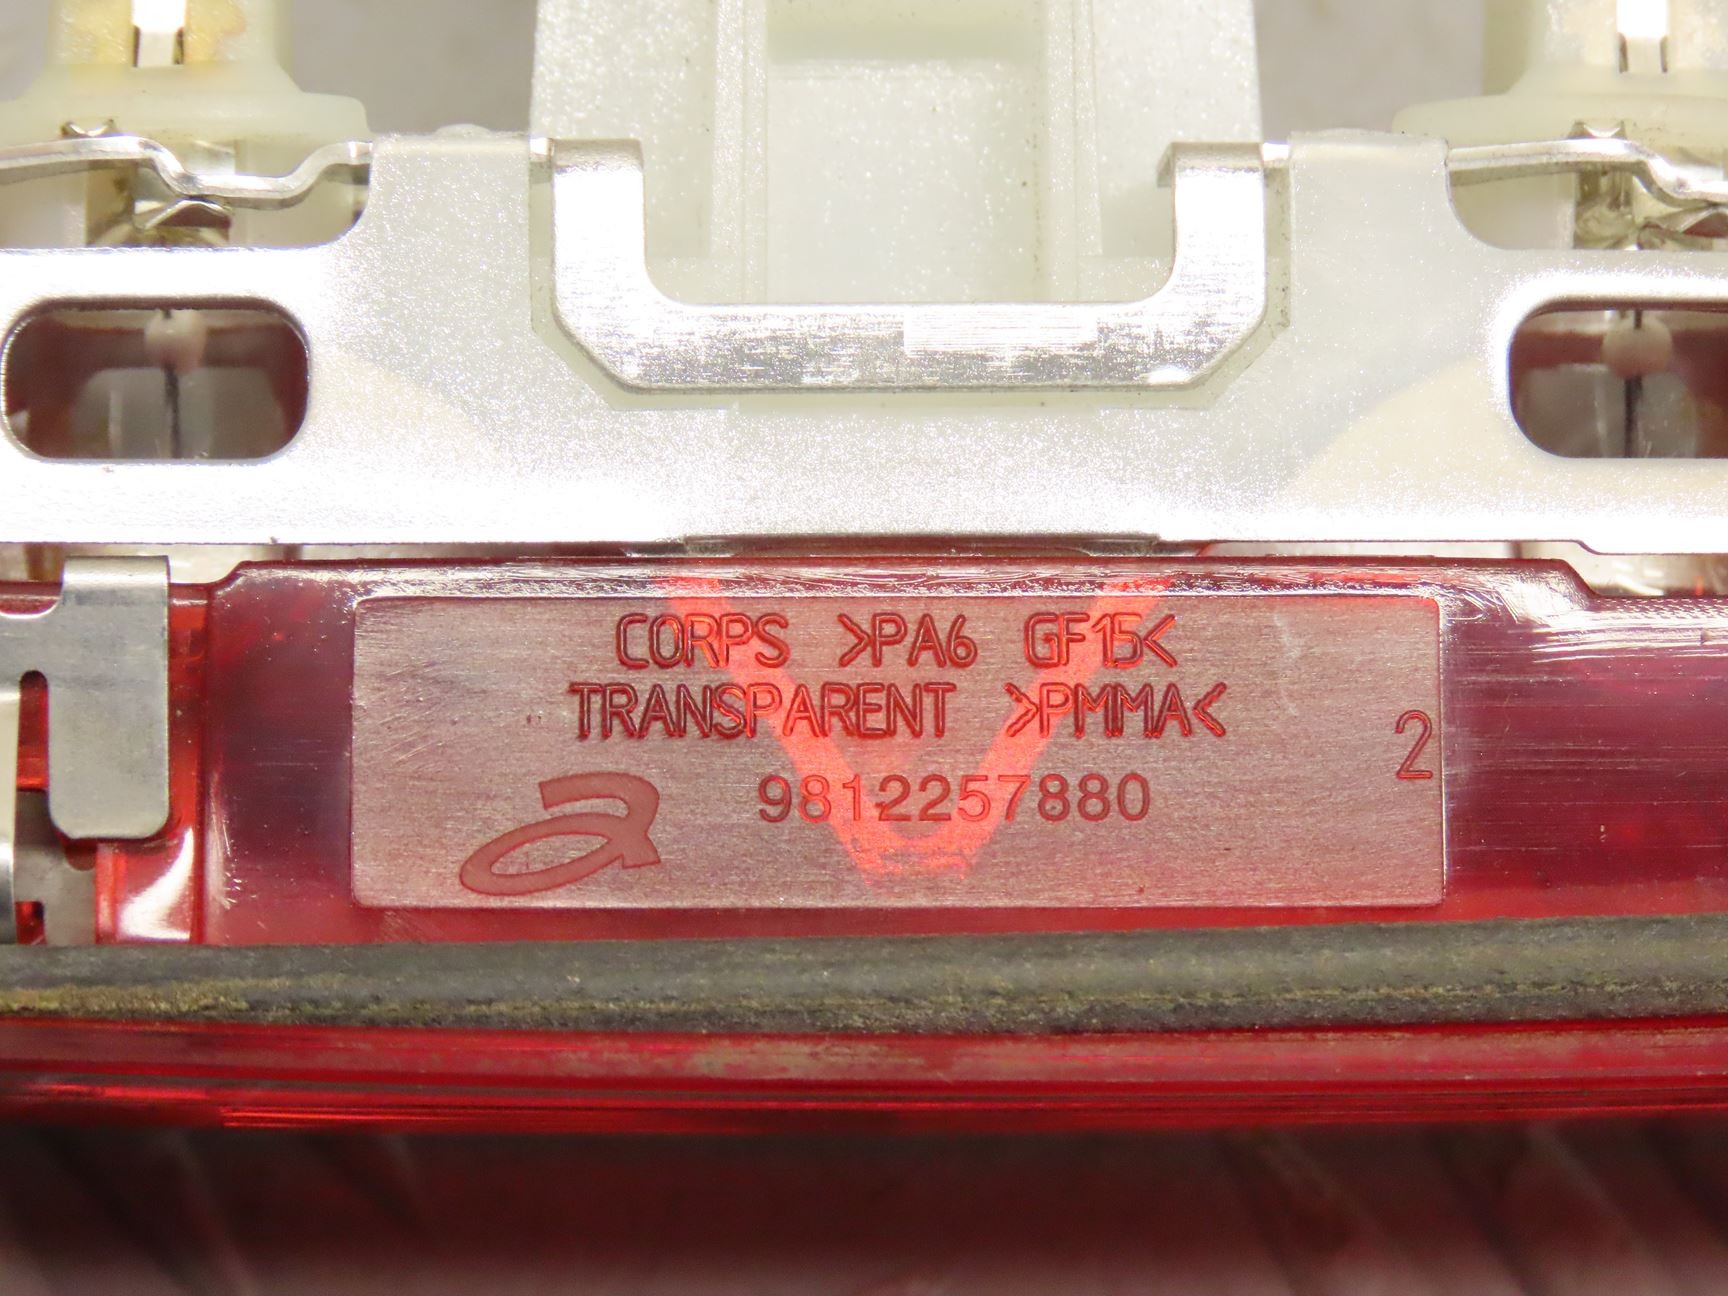 CORPS >PA6 GF15<
TRANSPARENT >PMMA<
2
9812257880